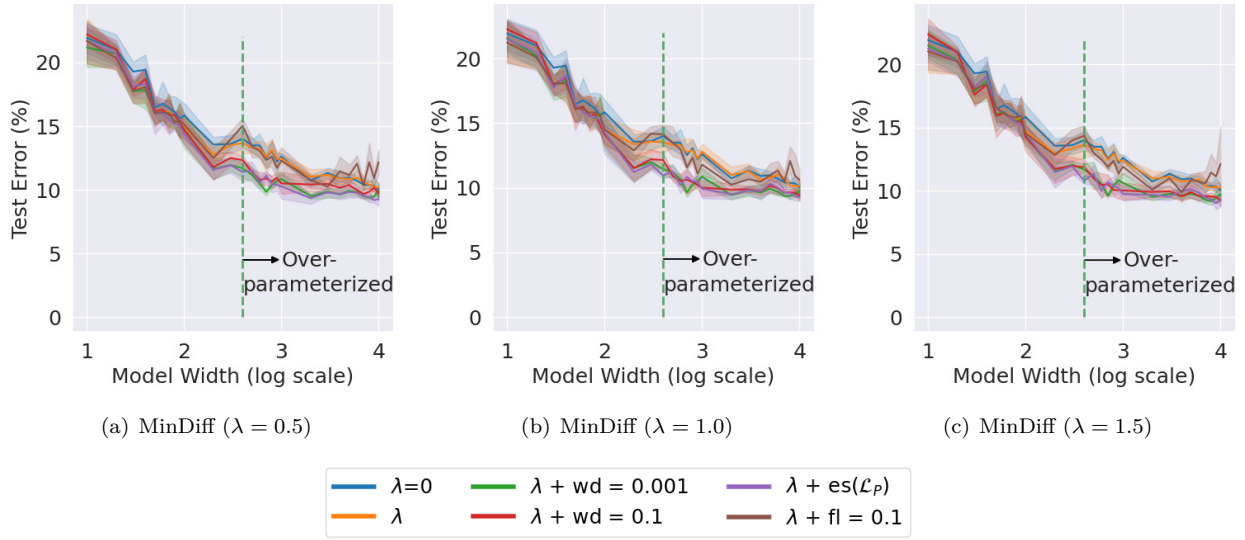 Test Error (%)
20
15
10
5
0
Over-
parameterized
1 2 3 4
Model Width (log scale)
(a) MinDiff (λ = 0.5)
Test Error (%)
20
15
10
5
0
Over-
parameterized
1 2 3 4
Model Width (log scale)
(b) MinDiff (λ = 1.0)
Test Error (%)
20
15
10
5
0
Over-
parameterized
1 2 3 4
Model Width (log scale)
(c) MinDiff (λ = 1.5)
λ=0 λ + wd = 0.001 λ + es(ℒ_P)
λ λ + wd = 0.1 λ + fl = 0.1